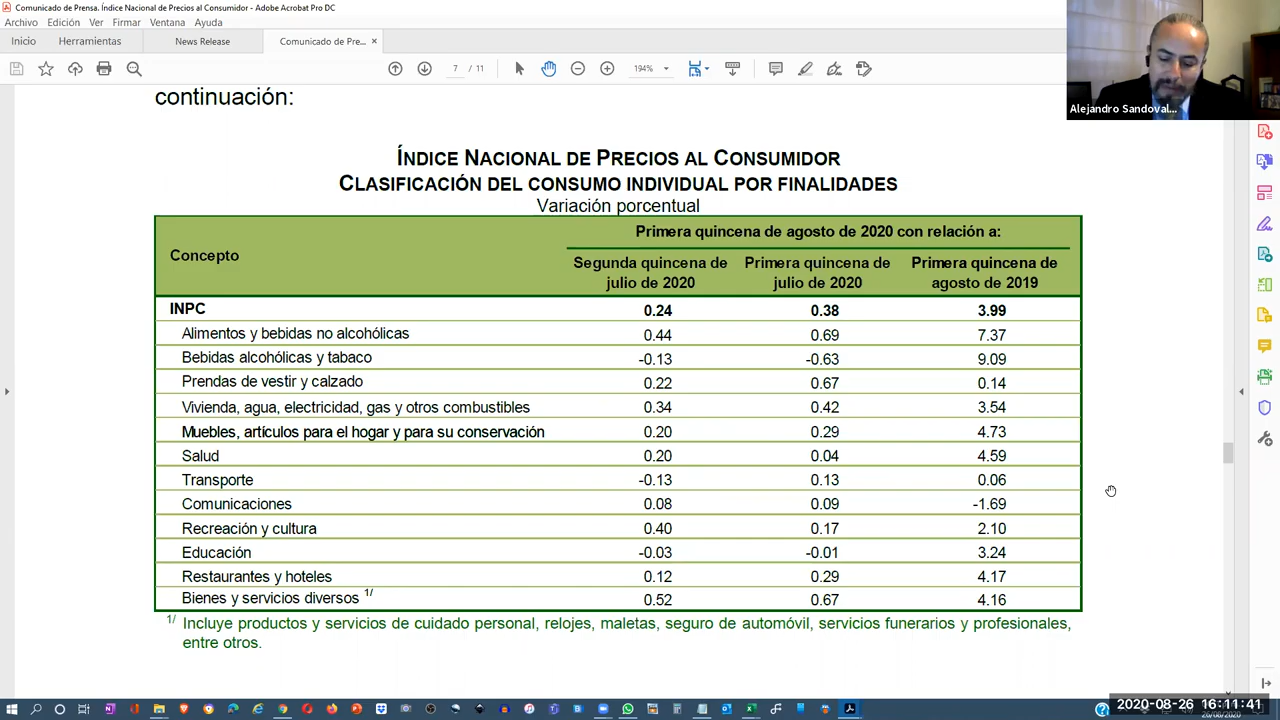 Comunicado de Prensa. Índice Nacional de Precios al Consumidor - Adobe Acrobat Pro DC
Archivo Edición Ver Firmar Ventana Ayuda
Inicio Herramientas News Release Comunicado de Pre... ×
7 / 11 194%
Alejandro Sandoval...
continuación:
ÍNDICE NACIONAL DE PRECIOS AL CONSUMIDOR
CLASIFICACIÓN DEL CONSUMO INDIVIDUAL POR FINALIDADES
Variación porcentual
Concepto
Primera quincena de agosto de 2020 con relación a:
Segunda quincena de julio de 2020
Primera quincena de julio de 2020
Primera quincena de agosto de 2019
INPC 0.24 0.38 3.99
Alimentos y bebidas no alcohólicas 0.44 0.69 7.37
Bebidas alcohólicas y tabaco -0.13 -0.63 9.09
Prendas de vestir y calzado 0.22 0.67 0.14
Vivienda, agua, electricidad, gas y otros combustibles 0.34 0.42 3.54
Muebles, artículos para el hogar y para su conservación 0.20 0.29 4.73
Salud 0.20 0.04 4.59
Transporte -0.13 0.13 0.06
Comunicaciones 0.08 0.09 -1.69
Recreación y cultura 0.40 0.17 2.10
Educación -0.03 -0.01 3.24
Restaurantes y hoteles 0.12 0.29 4.17
Bienes y servicios diversos 1/ 0.52 0.67 4.16
1/ Incluye productos y servicios de cuidado personal, relojes, maletas, seguro de automóvil, servicios funerarios y profesionales,
entre otros.
2020-08-26 16:11:41
26/08/2020